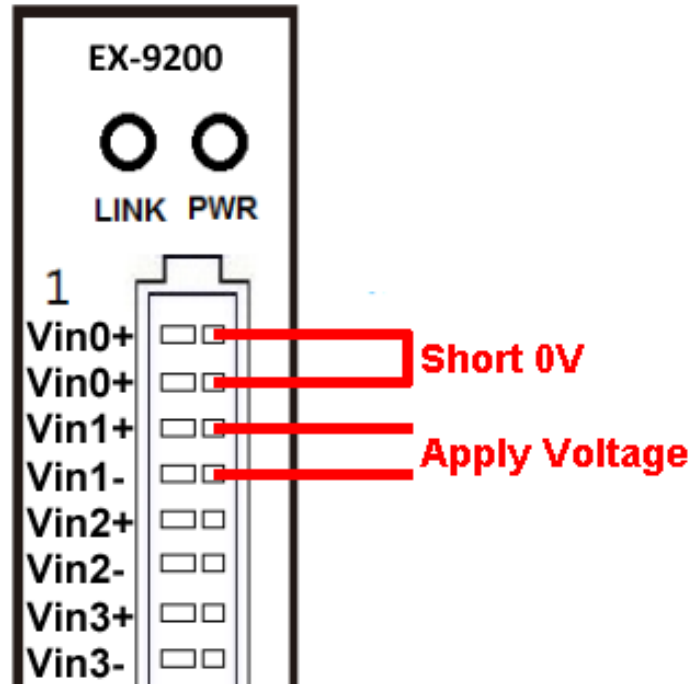 EX-9200
LINK PWR
1
Vin0+
Vin0+
Short 0V
Vin1+
Vin1-
Apply Voltage
Vin2+
Vin2-
Vin3+
Vin3-